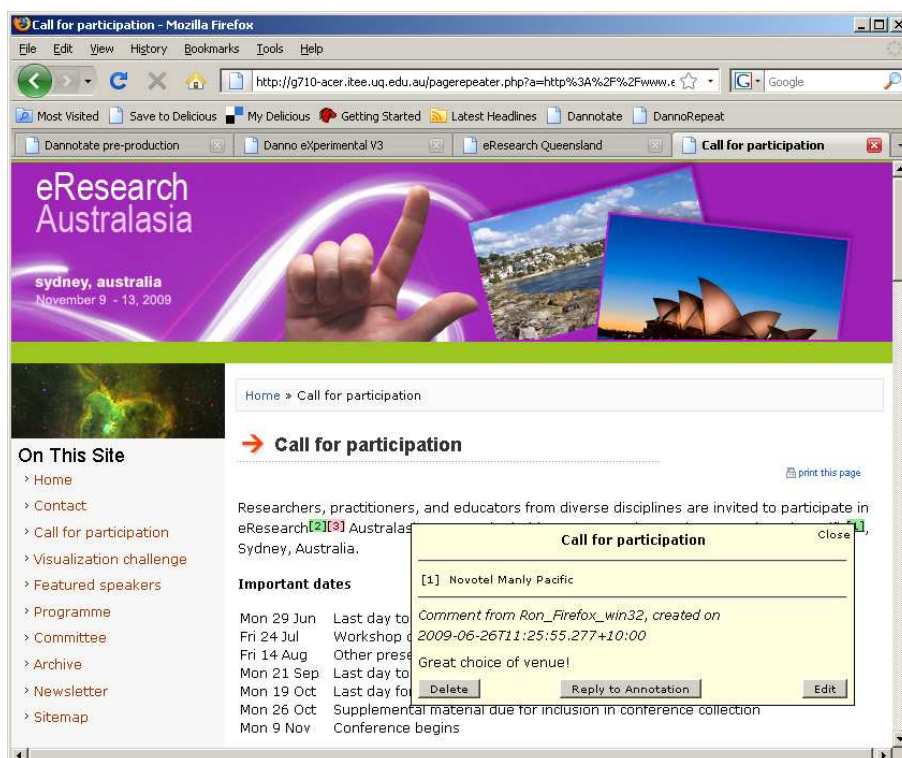 Call for participation - Mozilla Firefox
File Edit View History Bookmarks Tools Help
http://g710-acer.itee.uq.edu.au/pagerepeater.php?a=http%3A%2F%2Fwww.e
G Google
Most Visited Save to Delicious My Delicious Getting Started Latest Headlines Dannotate DannoRepeat
Dannotate pre-production Danno eXperimental V3 eResearch Queensland Call for participation
eResearch
Australasia
sydney, australia
November 9 - 13, 2009
Home » Call for participation
Call for participation
print this page
On This Site
Home
Contact
Call for participation
Visualization challenge
Featured speakers
Programme
Committee
Archive
Newsletter
Sitemap
Researchers, practitioners, and educators from diverse disciplines are invited to participate in
eResearch[2][3] Australas [1],
Sydney, Australia.
Important dates
Mon 29 Jun Last day to
Fri 24 Jul Workshop
Fri 14 Aug Other prese
Mon 21 Sep Last day to
Mon 19 Oct Last day for
Mon 26 Oct Supplemental material due for inclusion in conference collection
Mon 9 Nov Conference begins
Call for participation
Close
[1] Novotel Manly Pacific
Comment from Ron_Firefox_win32, created on
2009-06-26T11:25:55.277+10:00
Great choice of venue!
Delete Reply to Annotation Edit